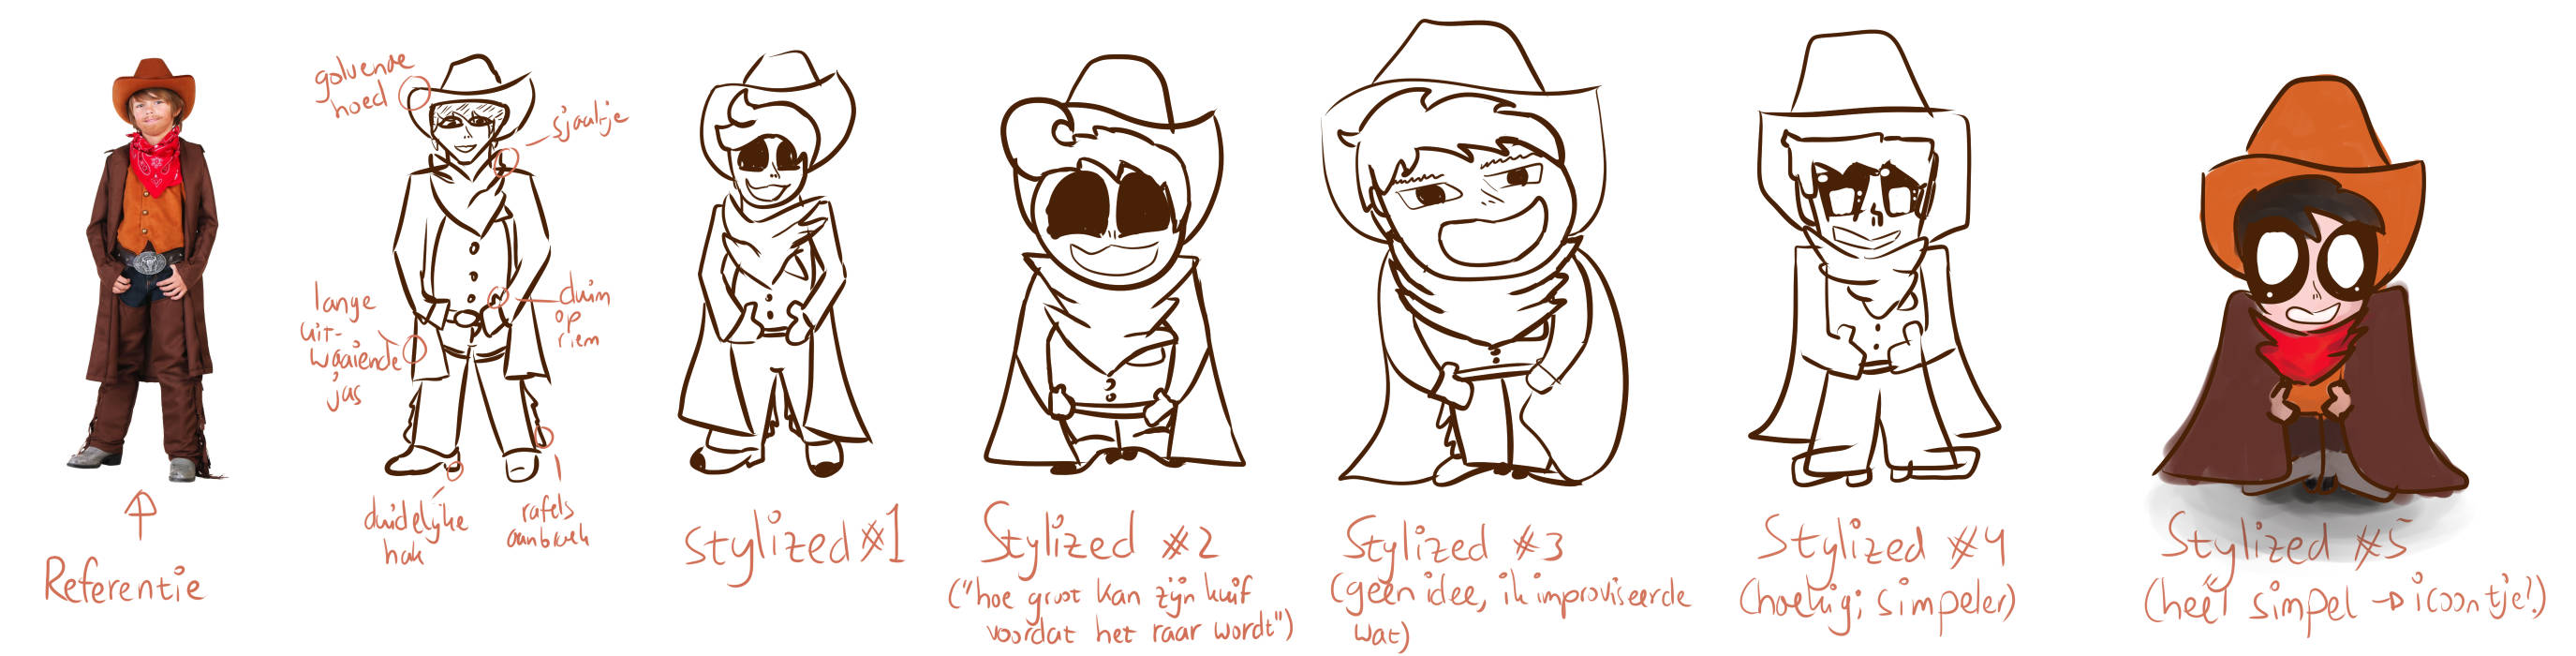 golvende
hoed
sjaaltje
lange
uit-
waaiende
jas
duim
op
riem
duidelijke
hak
rafels
aan broek
Referentie
stylized #1
Stylized #2
("hoe groot kan zijn kuif
voordat het raar wordt")
Stylized #3
(geen idee, ik improviseerde
wat)
Stylized #4
(hoekig; simpeler)
Stylized #5
(heel simpel → icoontje!)